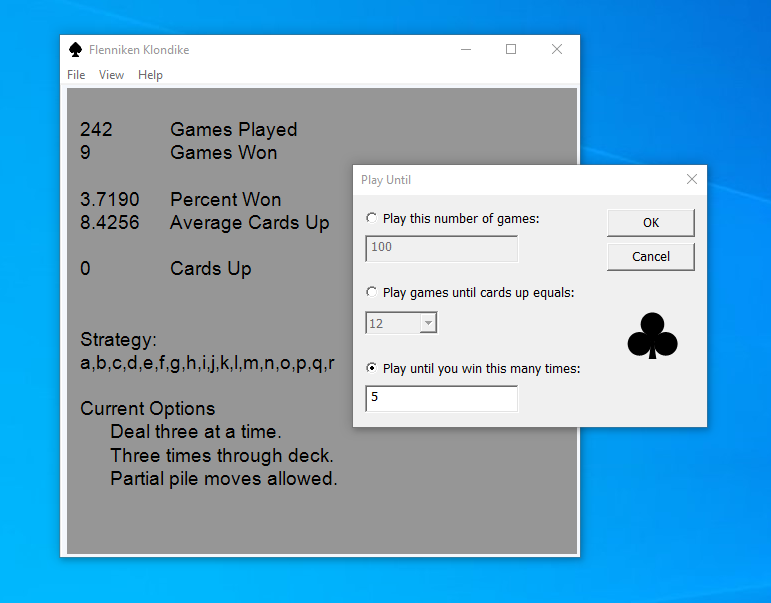 Flenniken Klondike
File View Help
242 Games Played
9 Games Won
3.7190 Percent Won
8.4256 Average Cards Up
0 Cards Up
Strategy:
a,b,c,d,e,f,g,h,i,j,k,l,m,n,o,p,q,r
Current Options
Deal three at a time.
Three times through deck.
Partial pile moves allowed.
Play Until
Play this number of games:
100
Play games until cards up equals:
12
Play until you win this many times:
5
OK
Cancel